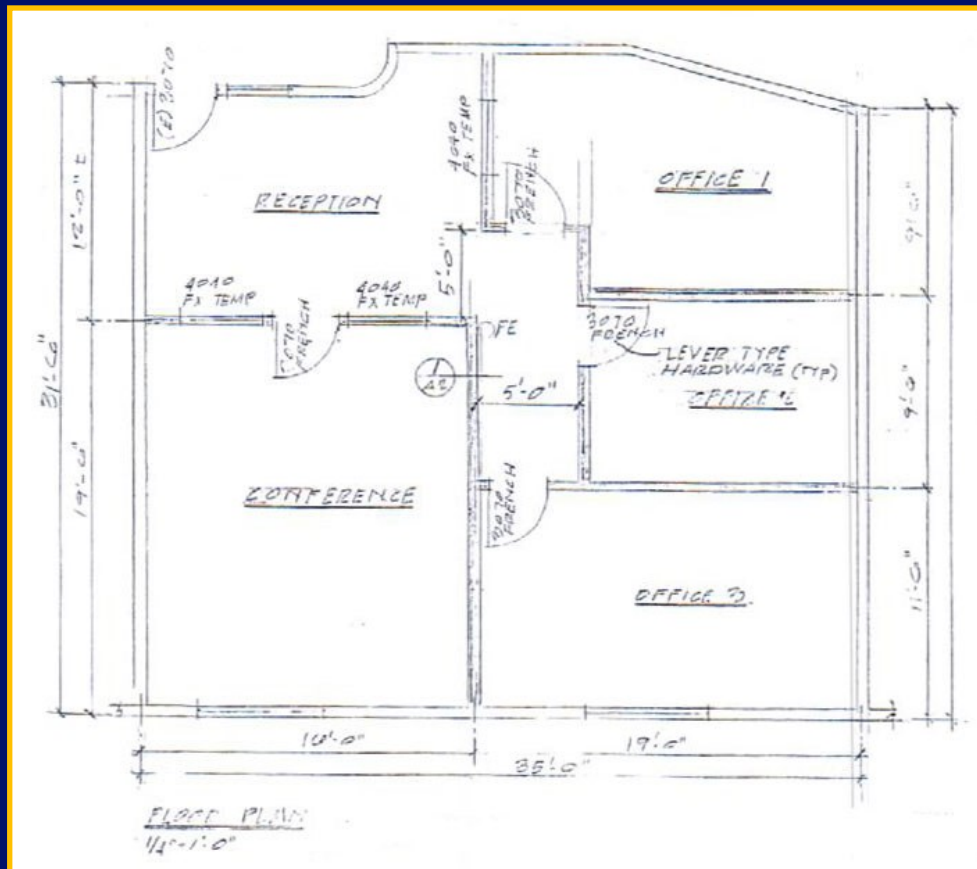 (E) 3070
4040
FX TEMP
3070
FRENCH
OFFICE 1
RECEPTION
12'-0" ±
9'-0"
5'-0"
4040
FX TEMP
4040
FX TEMP
3070
FRENCH
FE
3070
FRENCH
LEVER TYPE
HARDWARE (TYP)
OFFICE 2
1
A2
5'-0"
9'-0"
31'-0"
19'-0"
CONFERENCE
3070
FRENCH
OFFICE 3
11'-0"
16'-0"
19'-0"
35'-0"
FLOOR PLAN
1/4"=1'-0"